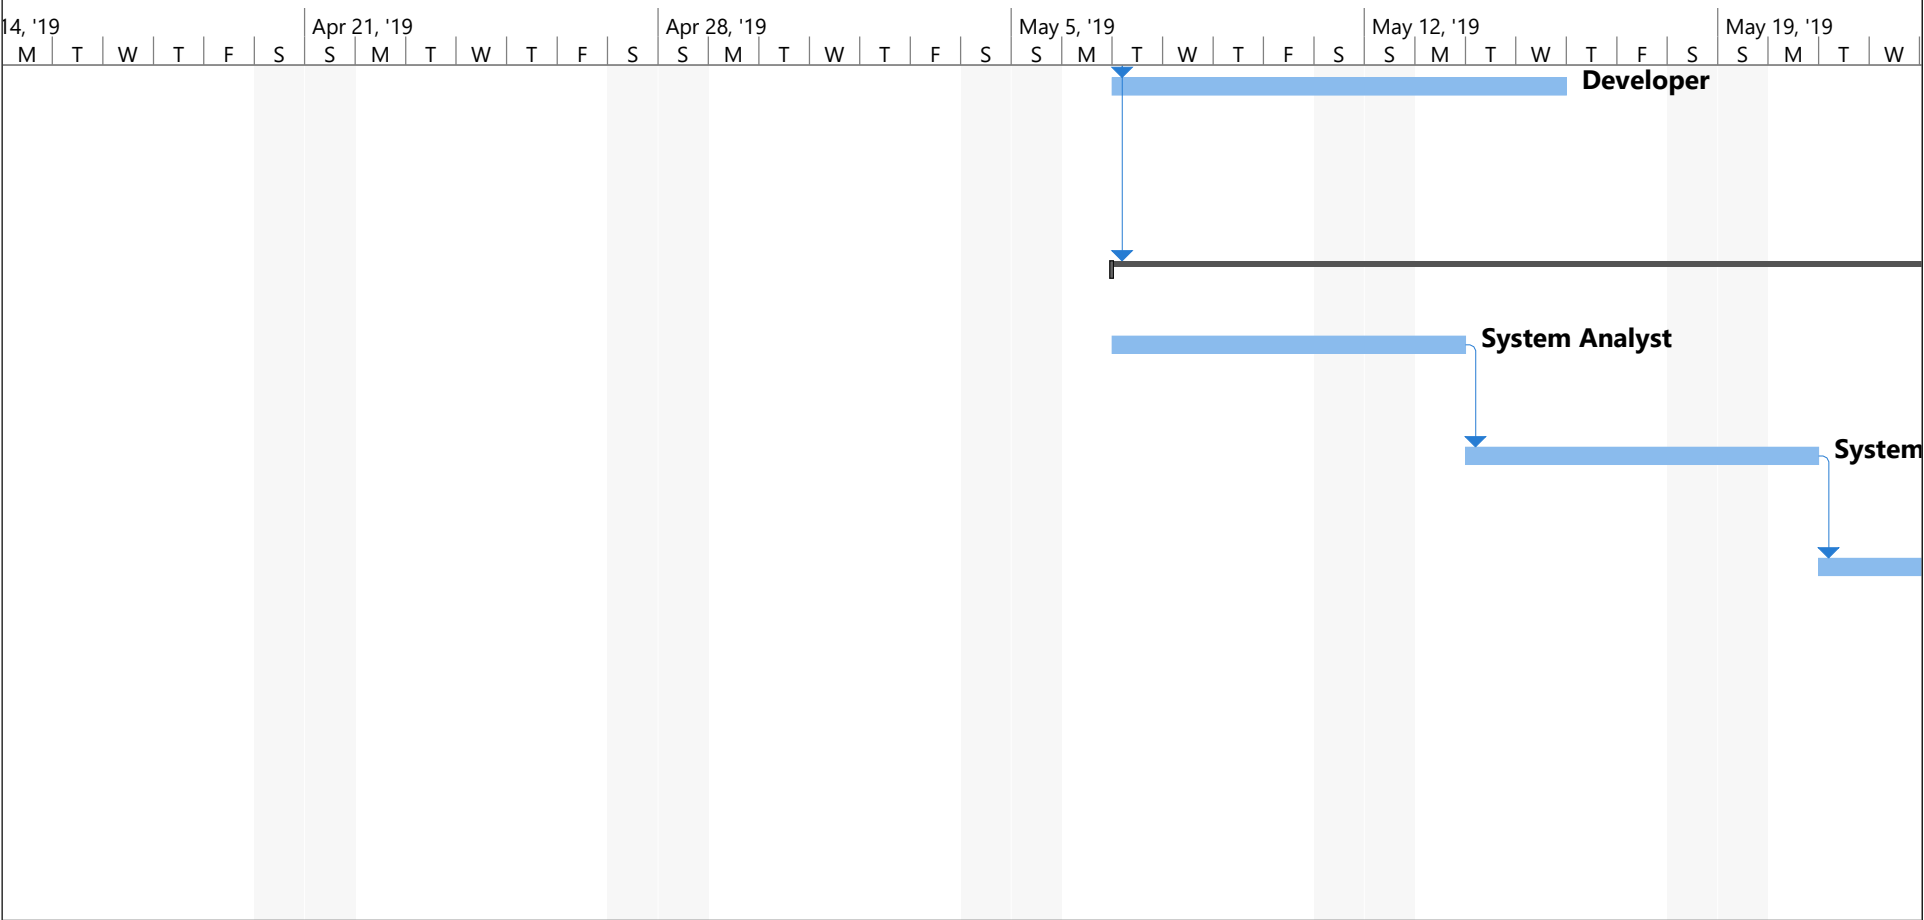 14, '19 Apr 21, '19 Apr 28, '19 May 5, '19 May 12, '19 May 19, '19
M T W T F S S M T W T F S S M T W T F S S M T W T F S S M T W T F S S M T W
Developer
System Analyst
System